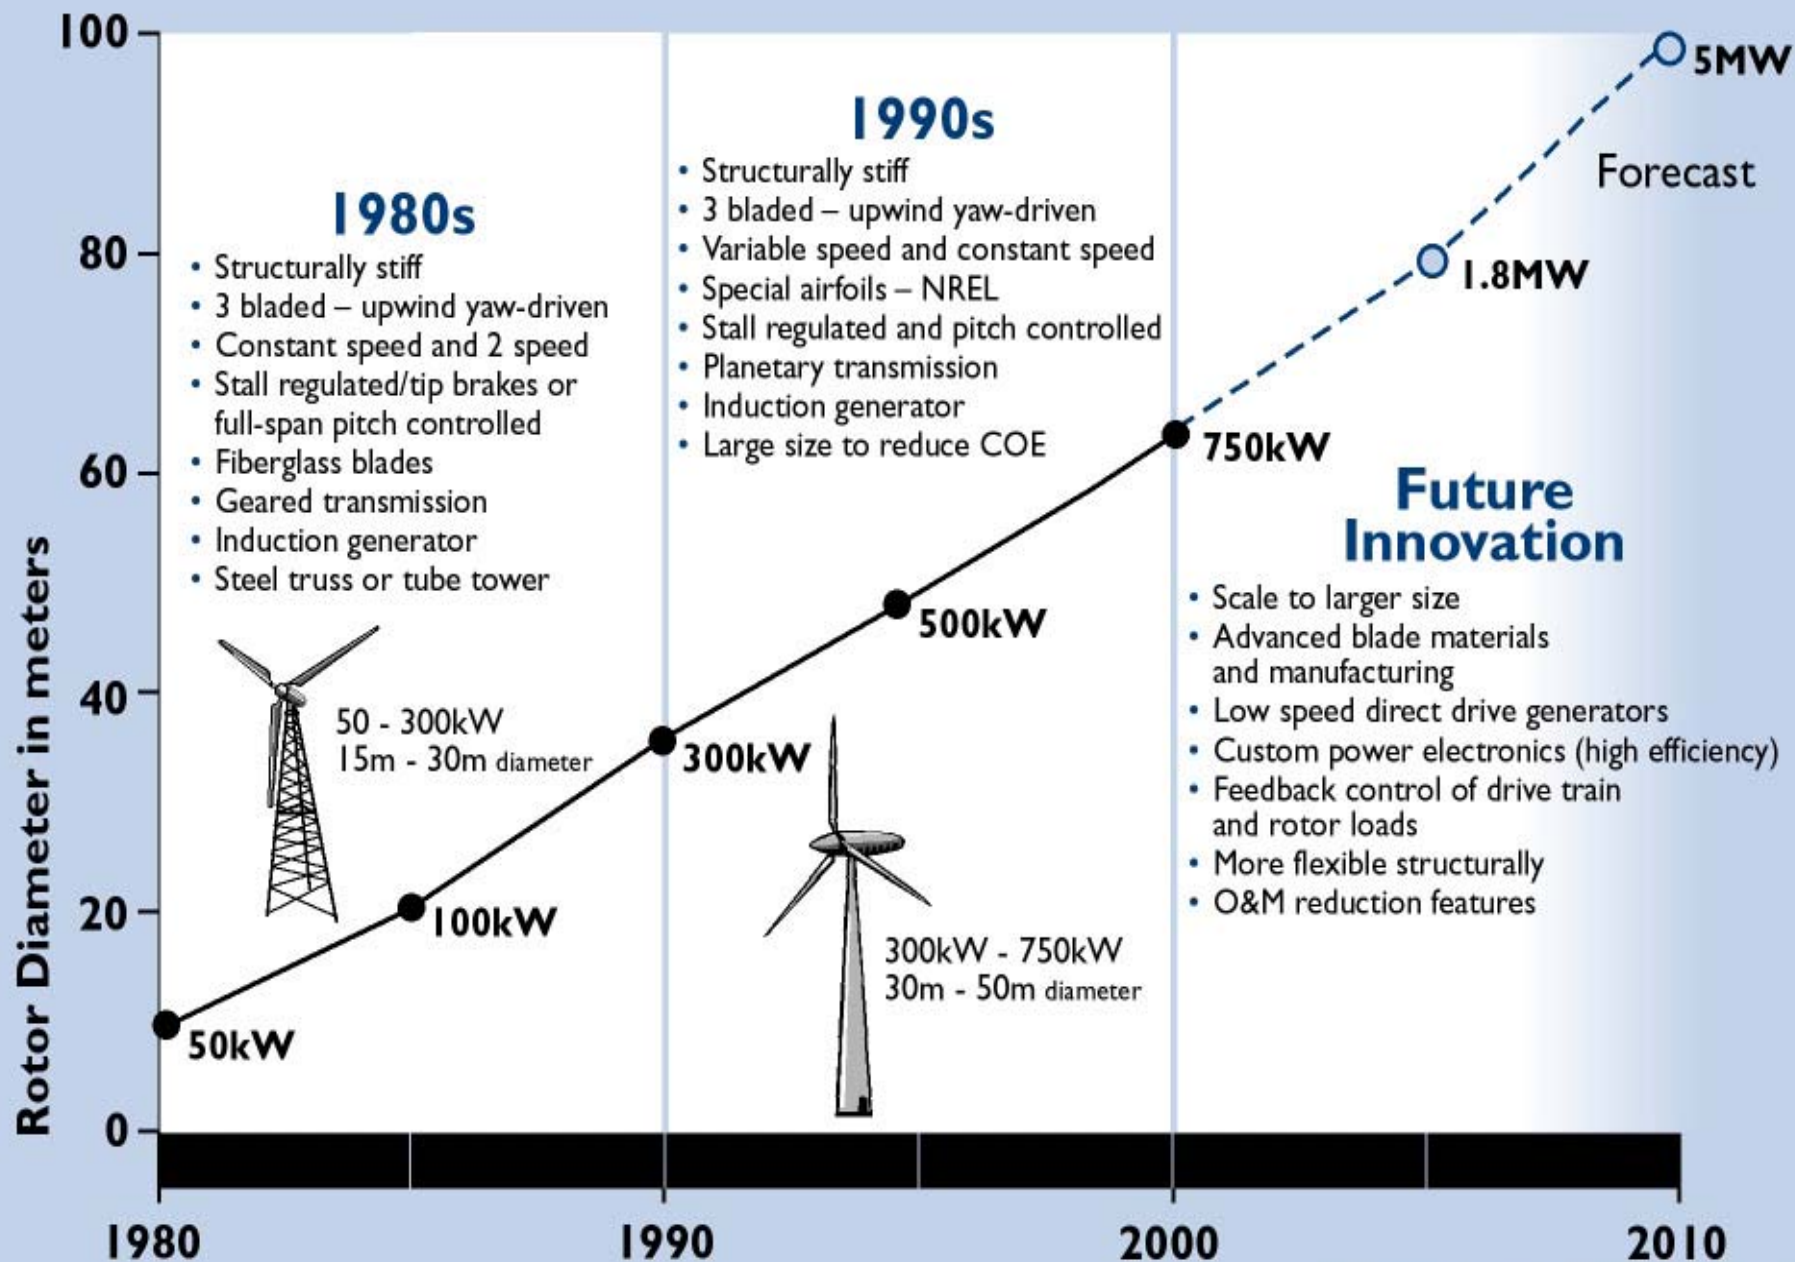 100
80
60
40
20
0
Rotor Diameter in meters
1980s
• Structurally stiff
• 3 bladed – upwind yaw-driven
• Constant speed and 2 speed
• Stall regulated/tip brakes or
full-span pitch controlled
• Fiberglass blades
• Geared transmission
• Induction generator
• Steel truss or tube tower
50 - 300kW
15m - 30m diameter
50kW
100kW
1990s
• Structurally stiff
• 3 bladed – upwind yaw-driven
• Variable speed and constant speed
• Special airfoils – NREL
• Stall regulated and pitch controlled
• Planetary transmission
• Induction generator
• Large size to reduce COE
300kW
500kW
300kW - 750kW
30m - 50m diameter
5MW
Forecast
1.8MW
750kW
Future
Innovation
• Scale to larger size
• Advanced blade materials
and manufacturing
• Low speed direct drive generators
• Custom power electronics (high efficiency)
• Feedback control of drive train
and rotor loads
• More flexible structurally
• O&M reduction features
1980
1990
2000
2010